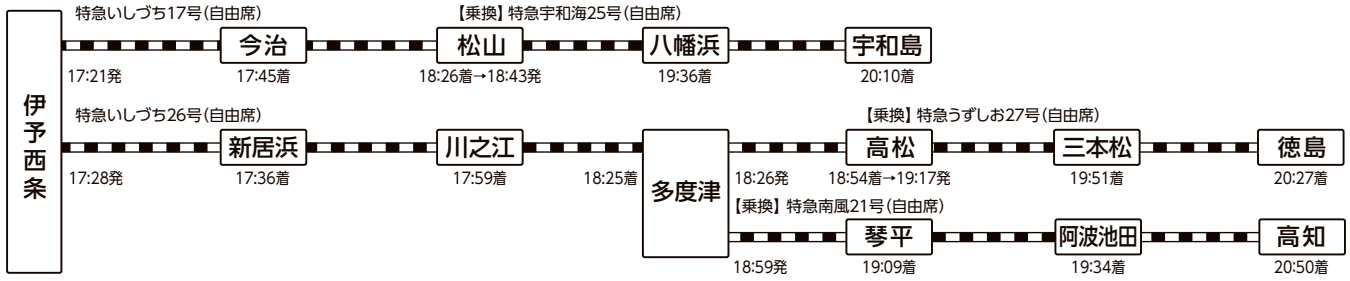 伊予西条
特急いしづち17号（自由席）
【乗換】特急宇和海25号（自由席）
今治
松山
八幡浜
宇和島
17:21発
17:45着
18:26着→18:43発
19:36着
20:10着
特急いしづち26号（自由席）
【乗換】特急うずしお27号（自由席）
新居浜
川之江
多度津
高松
三本松
徳島
17:28発
17:36着
17:59着
18:25着
18:26発
18:54着→19:17発
19:51着
20:27着
【乗換】特急南風21号（自由席）
琴平
阿波池田
高知
18:59発
19:09着
19:34着
20:50着